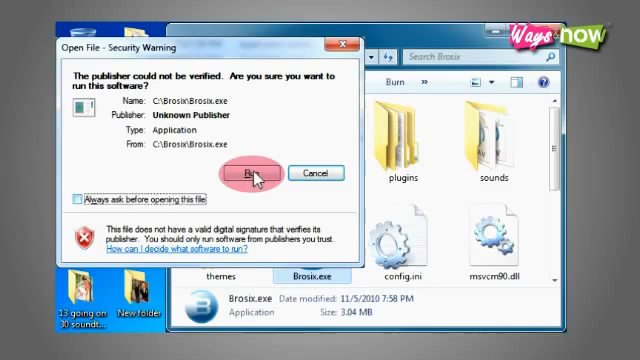 Open File - Security Warning
The publisher could not be verified. Are you sure you want to
run this software?
Name: C:\Brosix\Brosix.exe
Publisher: Unknown Publisher
Type: Application
From: C:\Brosix\Brosix.exe
Cancel
Always ask before opening this file
This file does not have a valid digital signature that verifies its
publisher. You should only run software from publishers you trust.
How can I decide what software to run?
Ways&how
Search Brosix
Burn »
plugins
sounds
themes
Brosix.exe
config.ini
msvcm90.dll
13 going on
30 soundt...
New folder
Brosix.exe Date modified: 11/5/2010 7:58 PM
Application Size: 3.04 MB